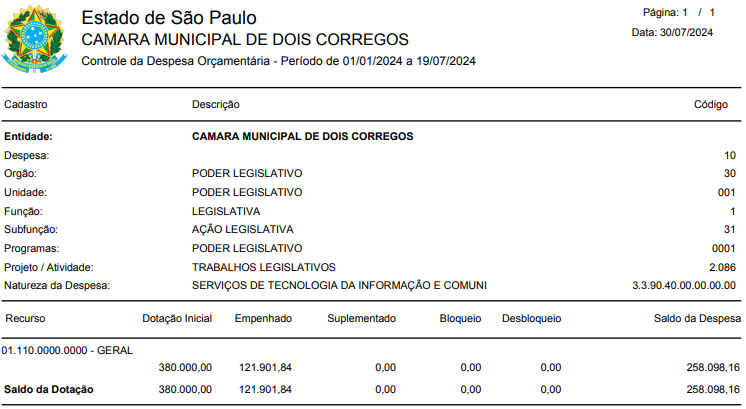 Estado de São Paulo
CAMARA MUNICIPAL DE DOIS CORREGOS
Controle da Despesa Orçamentária - Período de 01/01/2024 a 19/07/2024
Página: 1 / 1
Data: 30/07/2024
Cadastro Descrição Código
Entidade: CAMARA MUNICIPAL DE DOIS CORREGOS
Despesa: 10
Orgão: PODER LEGISLATIVO 30
Unidade: PODER LEGISLATIVO 001
Função: LEGISLATIVA 1
Subfunção: AÇÃO LEGISLATIVA 31
Programas: PODER LEGISLATIVO 0001
Projeto / Atividade: TRABALHOS LEGISLATIVOS 2.086
Natureza da Despesa: SERVIÇOS DE TECNOLOGIA DA INFORMAÇÃO E COMUNI 3.3.90.40.00.00.00.00
Recurso Dotação Inicial Empenhado Suplementado Bloqueio Desbloqueio Saldo da Despesa
01.110.0000.0000 - GERAL
380.000,00 121.901,84 0,00 0,00 0,00 258.098,16
Saldo da Dotação 380.000,00 121.901,84 0,00 0,00 0,00 258.098,16